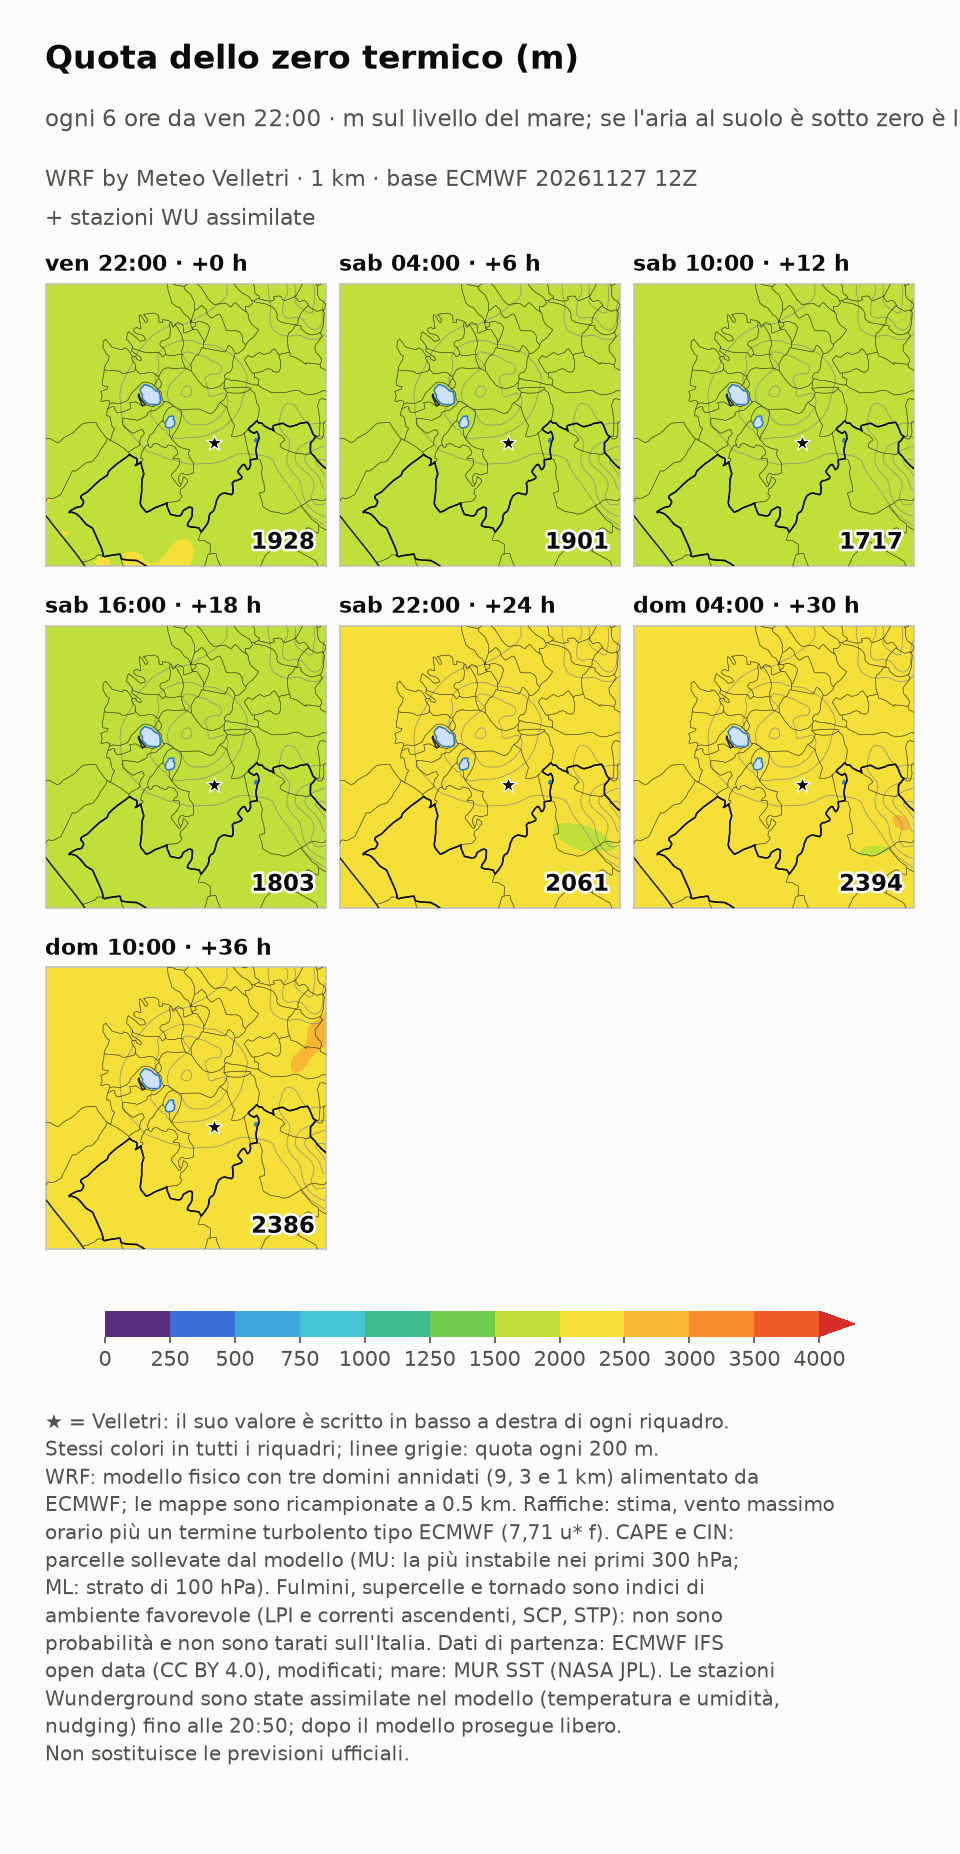 Quota dello zero termico (m)
ogni 6 ore da ven 22:00 · m sul livello del mare; se l'aria al suolo è sotto zero è
WRF by Meteo Velletri · 1 km · base ECMWF 20261127 12Z
+ stazioni WU assimilate
ven 22:00 · +0 h
sab 04:00 · +6 h
sab 10:00 · +12 h
1928
1901
1717
sab 16:00 · +18 h
sab 22:00 · +24 h
dom 04:00 · +30 h
1803
2061
2394
dom 10:00 · +36 h
2386
0 250 500 750 1000 1250 1500 2000 2500 3000 3500 4000
★ = Velletri: il suo valore è scritto in basso a destra di ogni riquadro.
Stessi colori in tutti i riquadri; linee grigie: quota ogni 200 m.
WRF: modello fisico con tre domini annidati (9, 3 e 1 km) alimentato da
ECMWF; le mappe sono ricampionate a 0.5 km. Raffiche: stima, vento massimo
orario più un termine turbolento tipo ECMWF (7,71 u* f). CAPE e CIN:
parcelle sollevate dal modello (MU: la più instabile nei primi 300 hPa;
ML: strato di 100 hPa). Fulmini, supercelle e tornado sono indici di
ambiente favorevole (LPI e correnti ascendenti, SCP, STP): non sono
probabilità e non sono tarati sull'Italia. Dati di partenza: ECMWF IFS
open data (CC BY 4.0), modificati; mare: MUR SST (NASA JPL). Le stazioni
Wunderground sono state assimilate nel modello (temperatura e umidità,
nudging) fino alle 20:50; dopo il modello prosegue libero.
Non sostituisce le previsioni ufficiali.